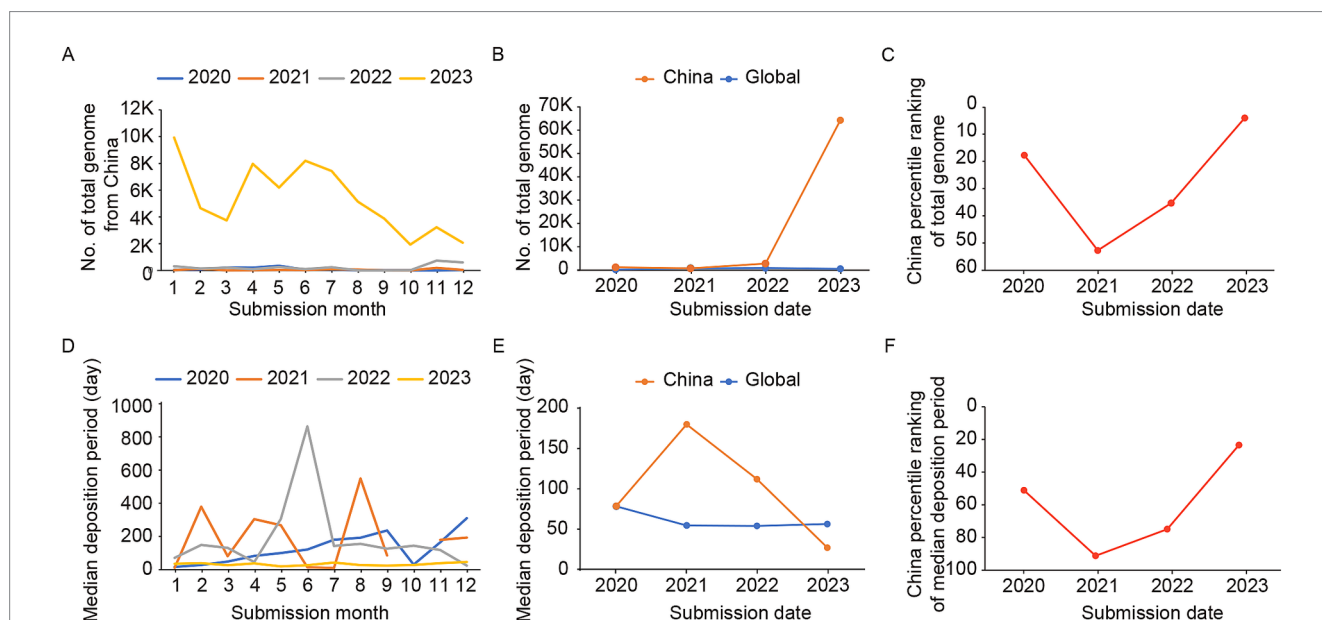 A
2020 2021 2022 2023
No. of total genome
from China
12K
10K
8K
6K
4K
2K
0
1 2 3 4 5 6 7 8 9 10 11 12
Submission month
B
China Global
No. of total genome
70K
60K
50K
40K
30K
20K
10K
0
2020 2021 2022 2023
Submission date
C
China percentile ranking
of total genome
0
10
20
30
40
50
60
2020 2021 2022 2023
Submission date
D
2020 2021 2022 2023
Median deposition period (day)
1000
800
600
400
200
0
1 2 3 4 5 6 7 8 9 10 11 12
Submission month
E
China Global
Median deposition period (day)
200
150
100
50
0
2020 2021 2022 2023
Submission date
F
China percentile ranking
of median deposition period
0
20
40
60
80
100
2020 2021 2022 2023
Submission date